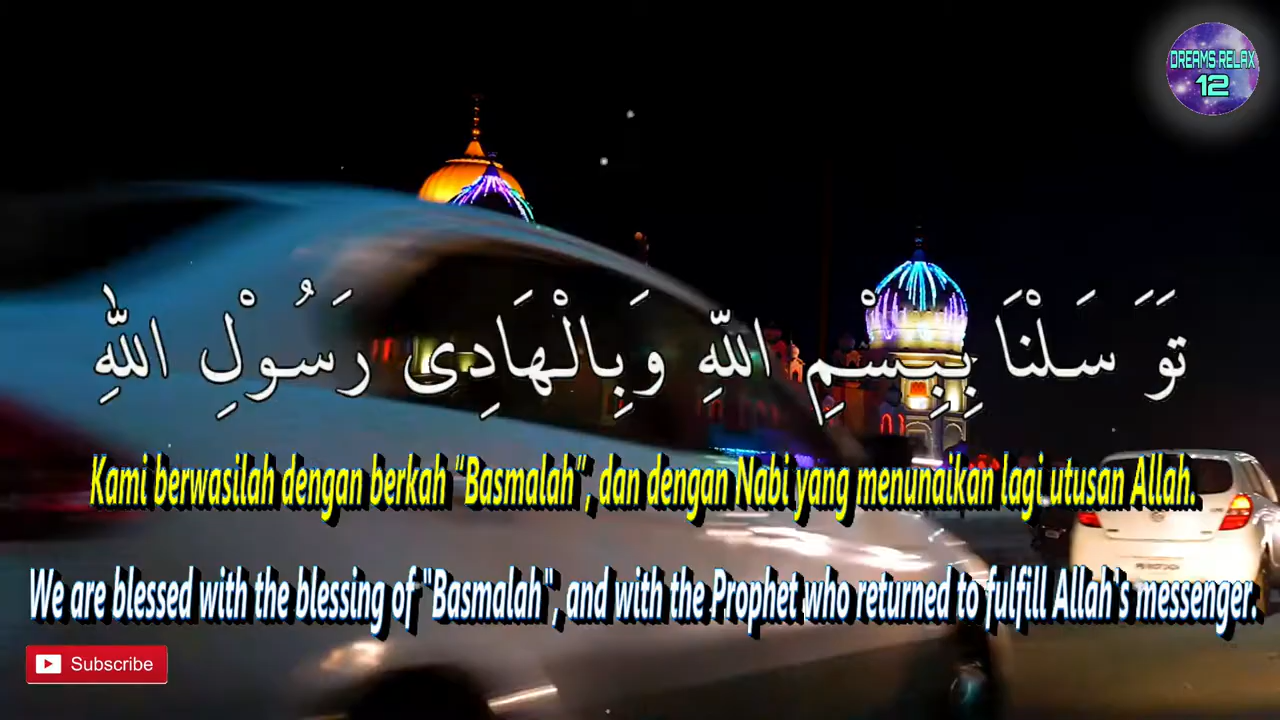 DREAMS RELAX
12
تَوَ سَلْنَا بِبِسْمِ اللّهِ وَبِالْهَادِى رَسُوْلِ اللّٰهِ
Kami berwasilah dengan berkah “Basmalah”, dan dengan Nabi yang menunaikan lagi utusan Allah.
We are blessed with the blessing of "Basmalah", and with the Prophet who returned to fulfill Allah's messenger.
Subscribe